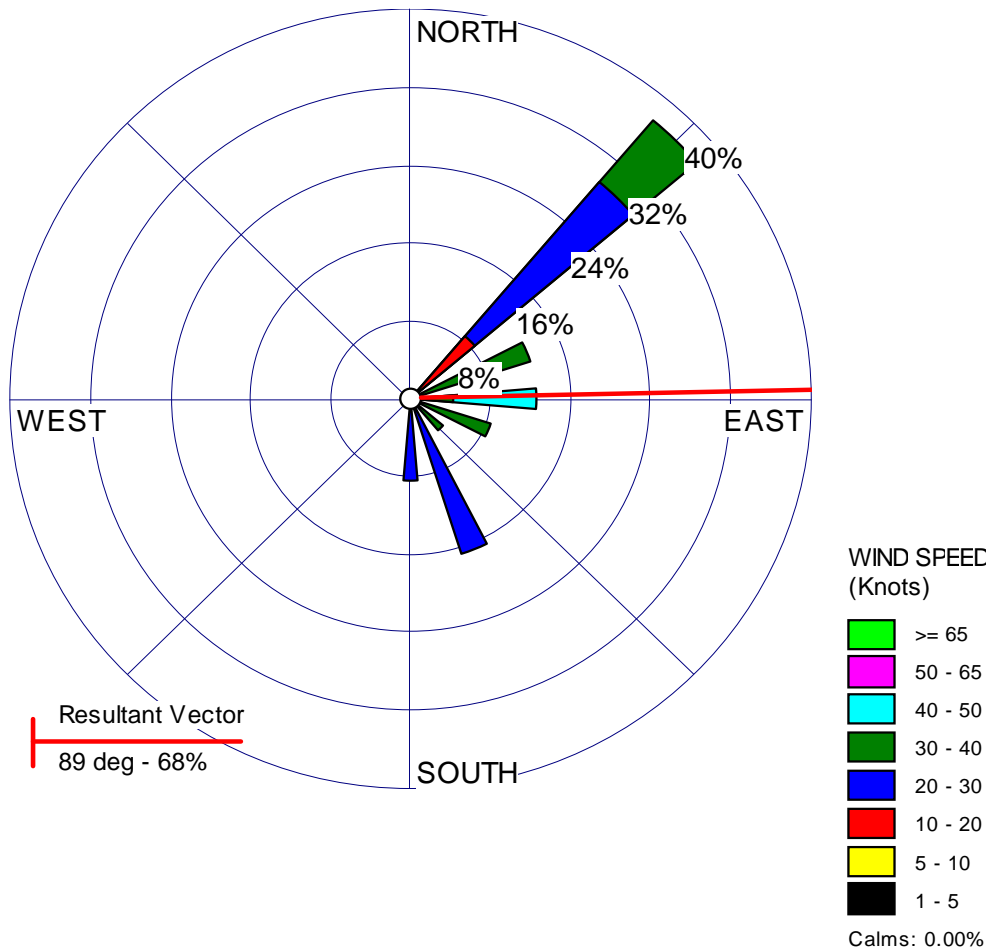 NORTH
40%
32%
24%
16%
8%
WEST
EAST
SOUTH
Resultant Vector
89 deg - 68%
WIND SPEED
(Knots)
>= 65
50 - 65
40 - 50
30 - 40
20 - 30
10 - 20
5 - 10
1 - 5
Calms: 0.00%